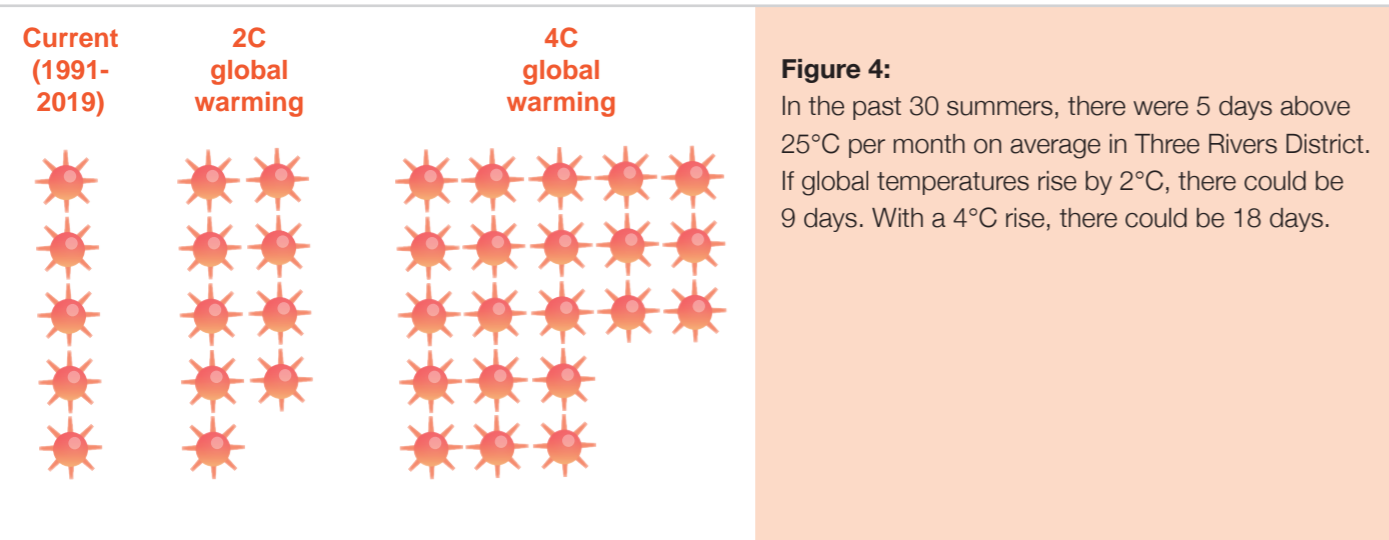 Current
(1991-
2019)
2C
global
warming
4C
global
warming
Figure 4:
In the past 30 summers, there were 5 days above
25°C per month on average in Three Rivers District.
If global temperatures rise by 2°C, there could be
9 days. With a 4°C rise, there could be 18 days.